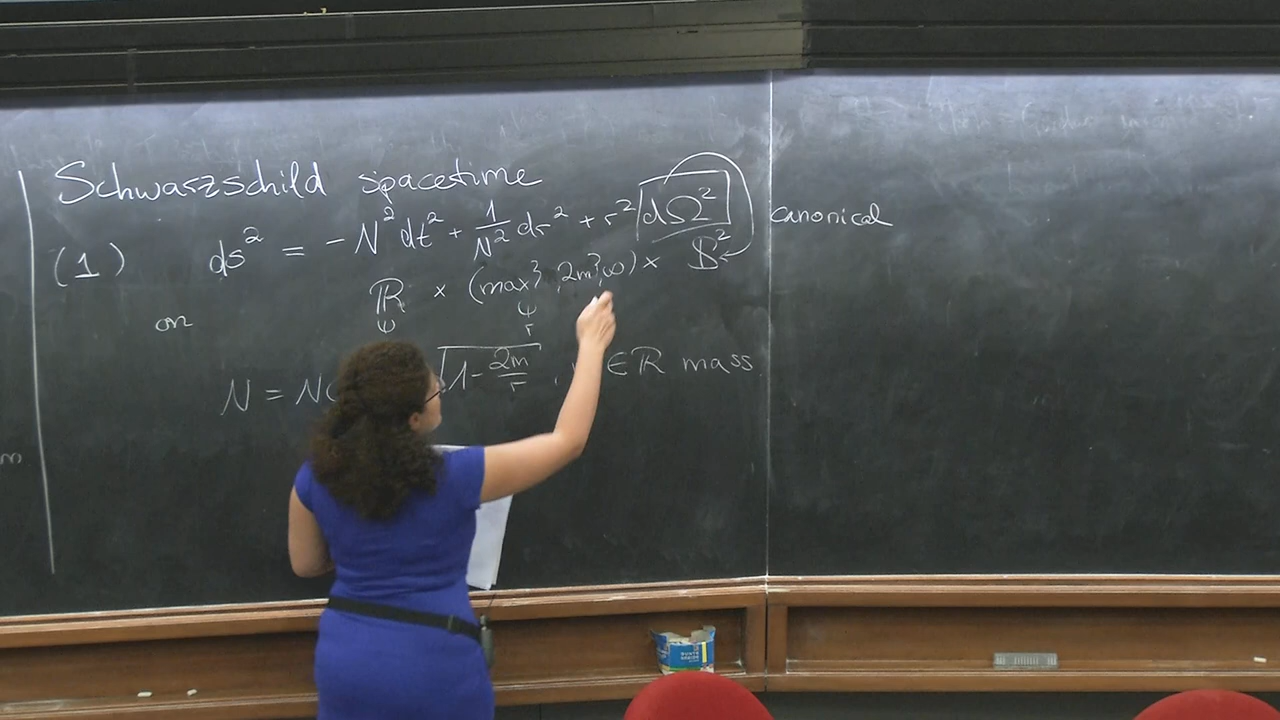 Schwarzschild spacetime
(1) ds² = - N² dt² + 1/N² dr² + r² dΩ² canonical
on ℝ × (max{ , 2m}, ∞) × 𝕊²
Ψ Ψ
r
N = N( √1 - 2m/r , ∈ ℝ mass
m